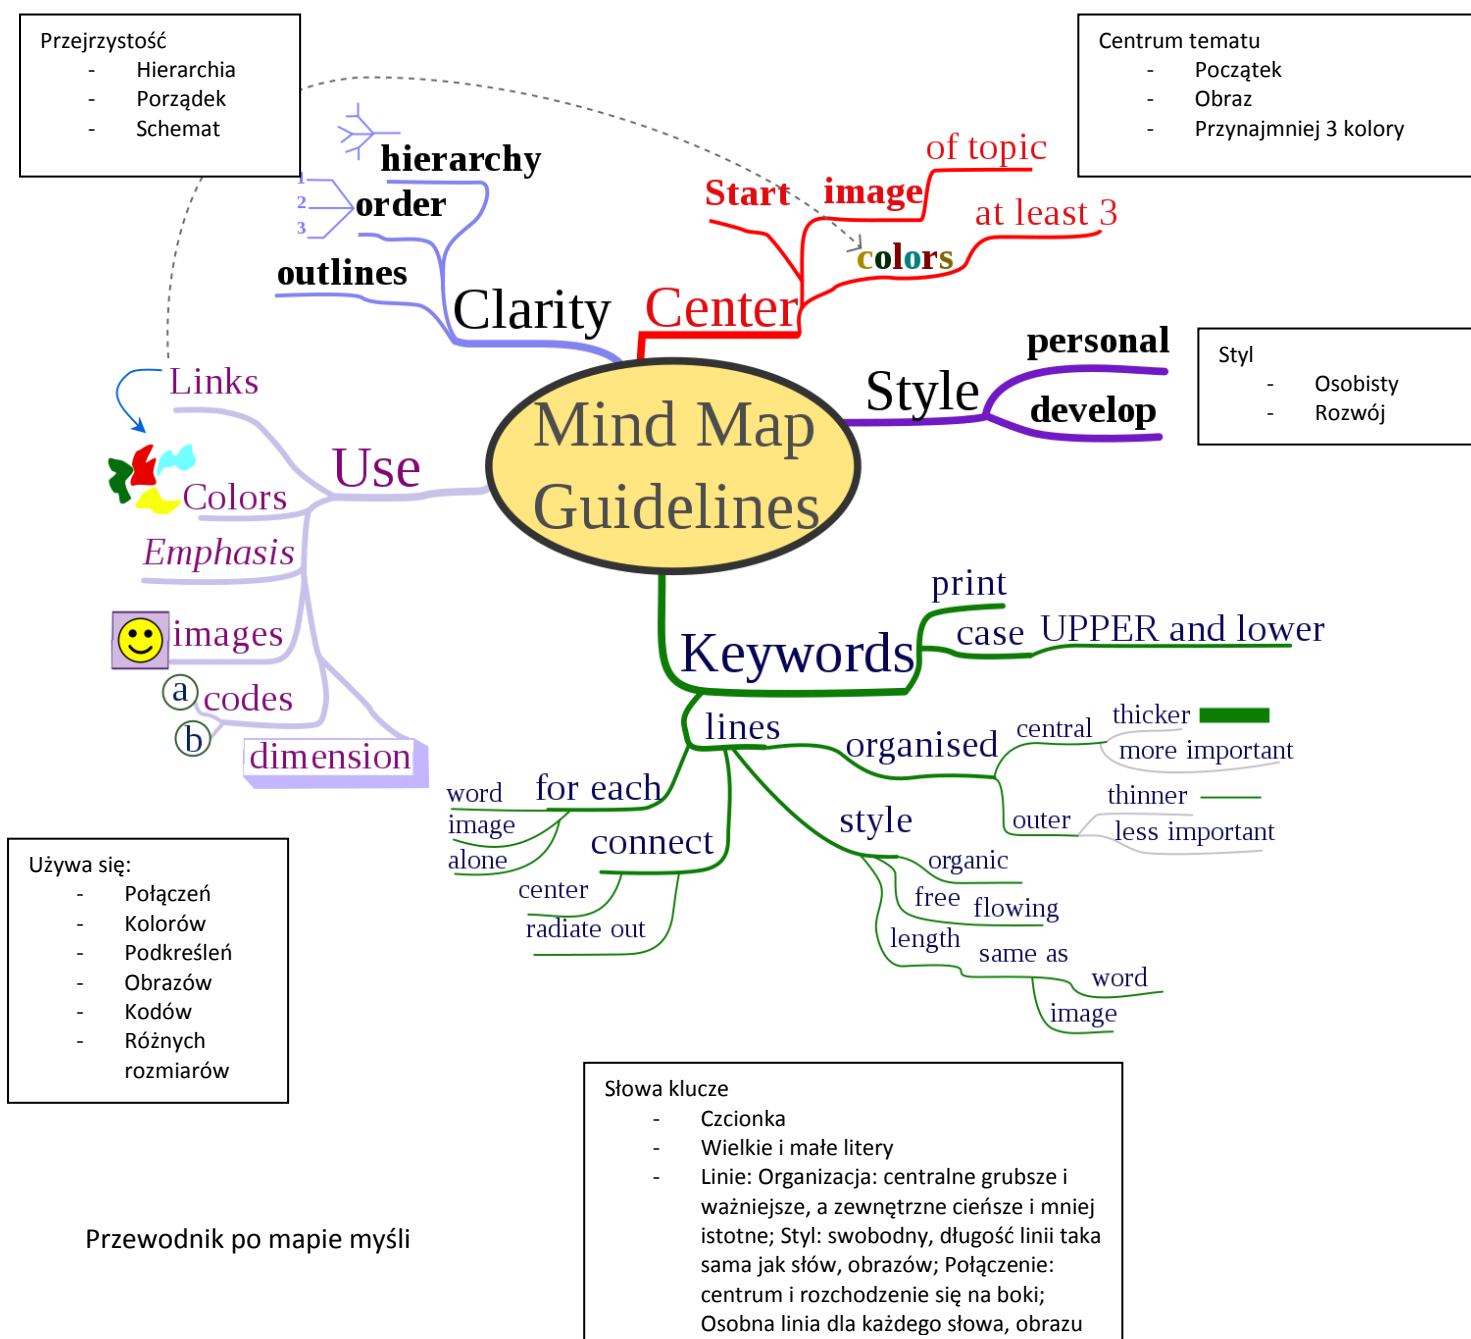 Przejrzystość
- Hierarchia
- Porządek
- Schemat
Centrum tematu
- Początek
- Obraz
- Przynajmniej 3 kolory
hierarchy
1
2
3
order
outlines
Clarity
Start
image
of topic
colors
at least 3
Center
Style
personal
develop
Styl
- Osobisty
- Rozwój
Mind Map
Guidelines
Links
Use
Colors
Emphasis
images
a
codes
b
dimension
Keywords
print
case
UPPER and lower
lines
organised
central
thicker
more important
outer
thinner
less important
for each
word
image
alone
connect
center
radiate out
style
organic
free
flowing
length
same as
word
image
Używa się:
- Połączeń
- Kolorów
- Podkreśleń
- Obrazów
- Kodów
- Różnych
rozmiarów
Słowa klucze
- Czcionka
- Wielkie i małe litery
- Linie: Organizacja: centralne grubsze i
ważniejsze, a zewnętrzne cieńsze i mniej
istotne; Styl: swobodny, długość linii taka
sama jak słów, obrazów; Połączenie:
centrum i rozchodzenie się na boki;
Osobna linia dla każdego słowa, obrazu
Przewodnik po mapie myśli